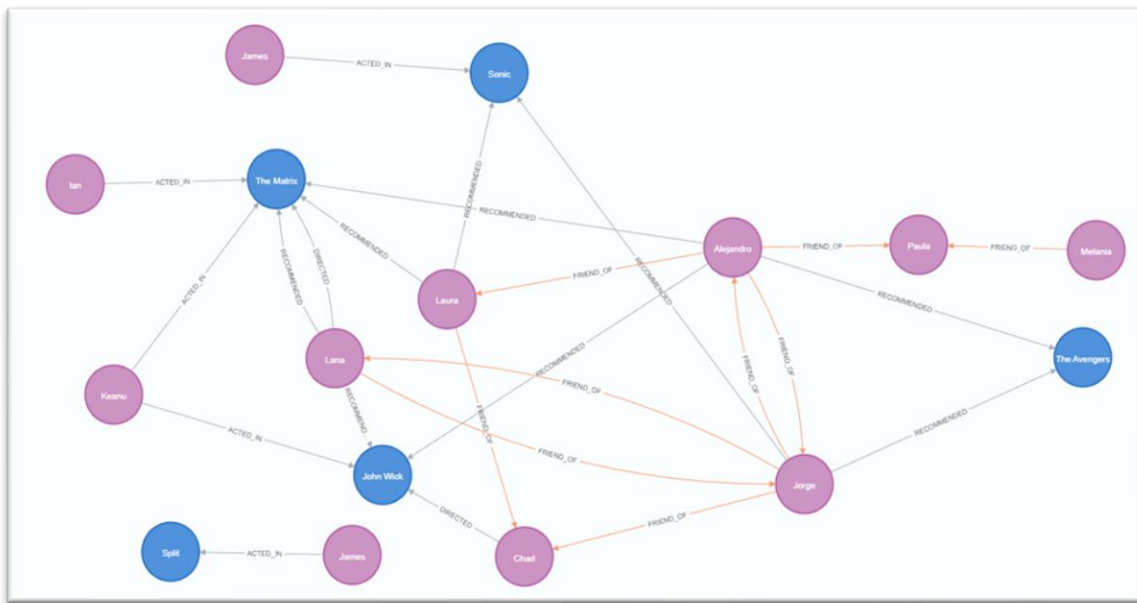 James
ACTED_IN
Sonic
Ian
ACTED_IN
The Matrix
RECOMMENDED
RECOMMENDED
RECOMMENDED
Alejandro
FRIEND_OF
Paula
FRIEND_OF
Melania
RECOMMENDED
DIRECTED
FRIEND_OF
RECOMMENDED
ACTED_IN
Laura
RECOMMENDED
Lana
FRIEND_OF
RECOMMENDED
FRIEND_OF
FRIEND_OF
The Avengers
Keanu
RECOMMEND
FRIEND_OF
RECOMMENDED
ACTED_IN
FRIEND_OF
John Wick
Jorge
DIRECTED
FRIEND_OF
Split
ACTED_IN
James
Chad